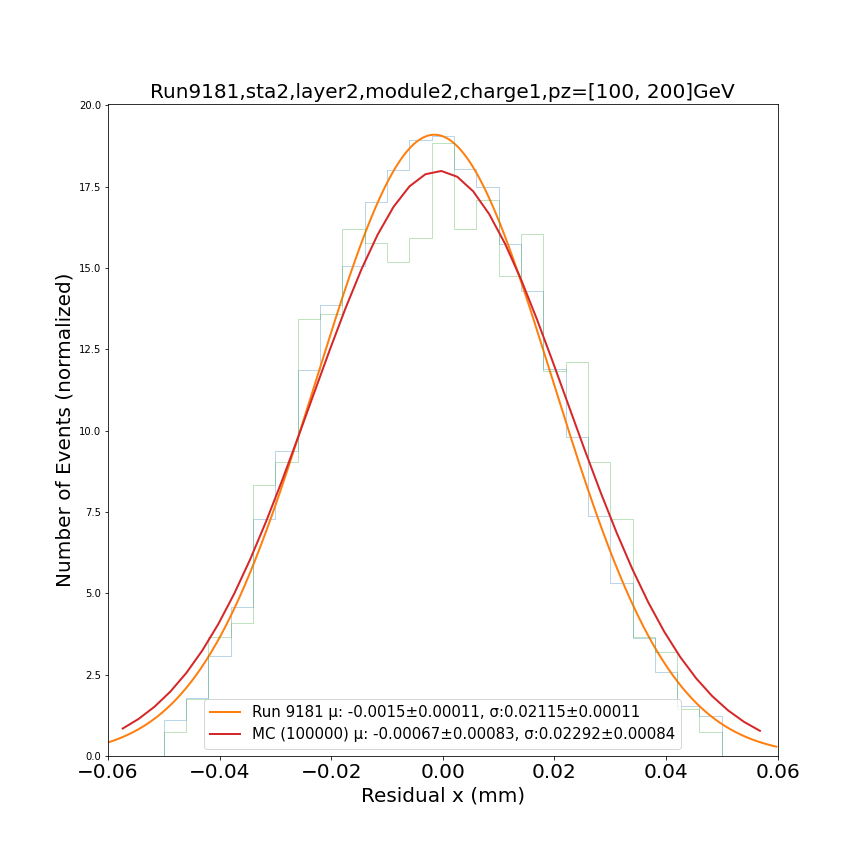 Run9181,sta2,layer2,module2,charge1,pz=[100, 200]GeV
Number of Events (normalized)
20.0
17.5
15.0
12.5
10.0
7.5
5.0
2.5
0.0
Run 9181 μ: -0.0015±0.00011, σ:0.02115±0.00011
MC (100000) μ: -0.00067±0.00083, σ:0.02292±0.00084
−0.06 −0.04 −0.02 0.00 0.02 0.04 0.06
Residual x (mm)